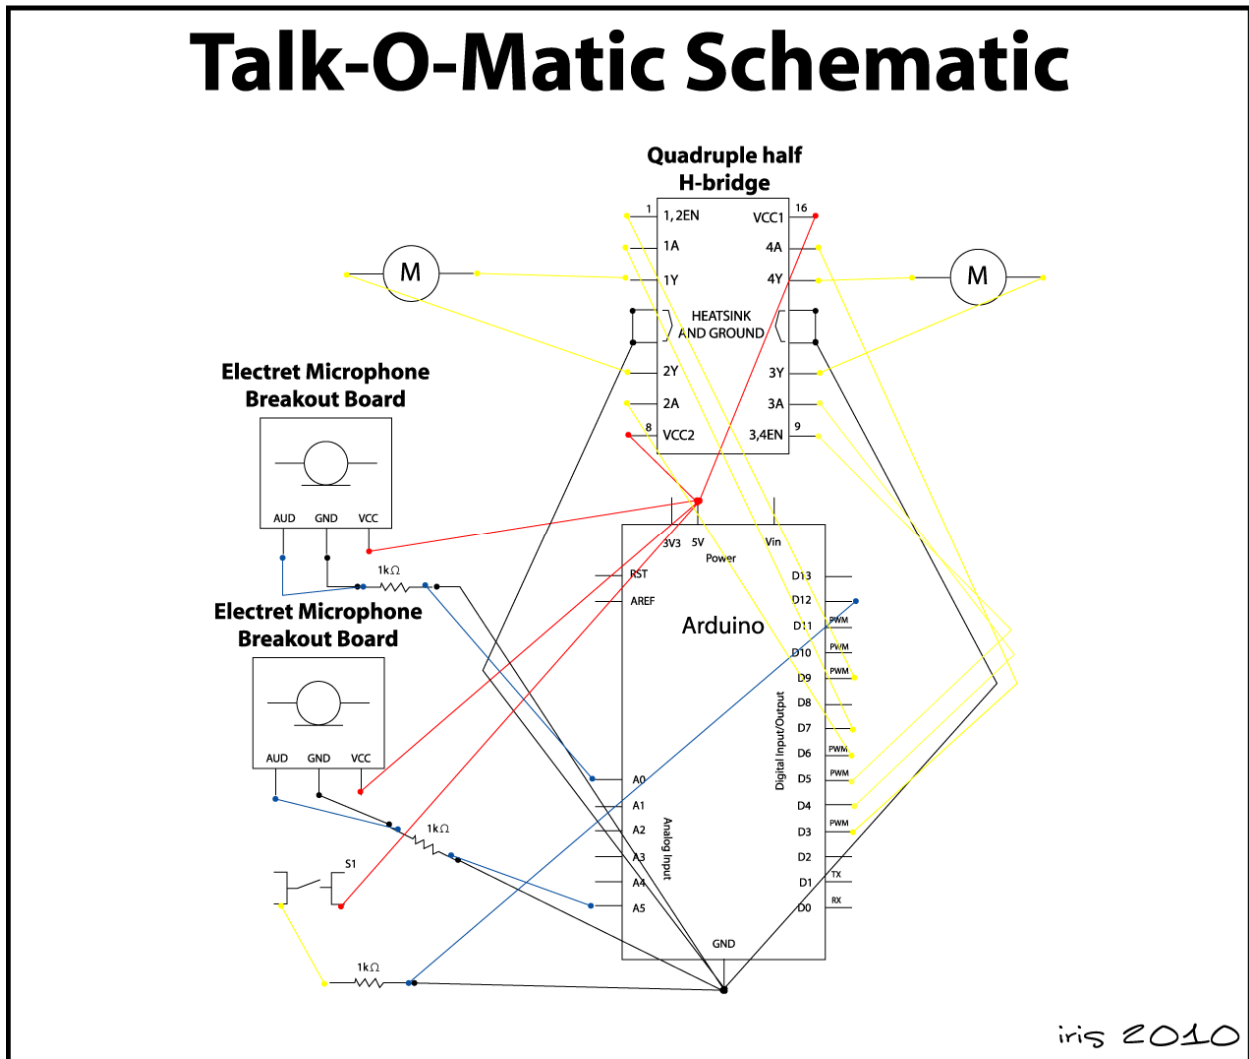 Talk-O-Matic Schematic
Quadruple half
H-bridge
1
1,2EN
VCC1
16
1A
4A
M
1Y
4Y
M
HEATSINK
AND GROUND
2Y
3Y
2A
3A
8
VCC2
3,4EN
9
Electret Microphone
Breakout Board
AUD
GND
VCC
1kΩ
3V3
5V
Vin
Power
RST
D13
AREF
D12
Arduino
D11
PWM
D10
PWM
D9
PWM
D8
D7
D6
PWM
D5
PWM
D4
D3
PWM
D2
D1
TX
D0
RX
Digital Input/Output
Electret Microphone
Breakout Board
AUD
GND
VCC
1kΩ
A0
A1
A2
A3
A4
A5
Analog Input
S1
1kΩ
GND
iris 2010